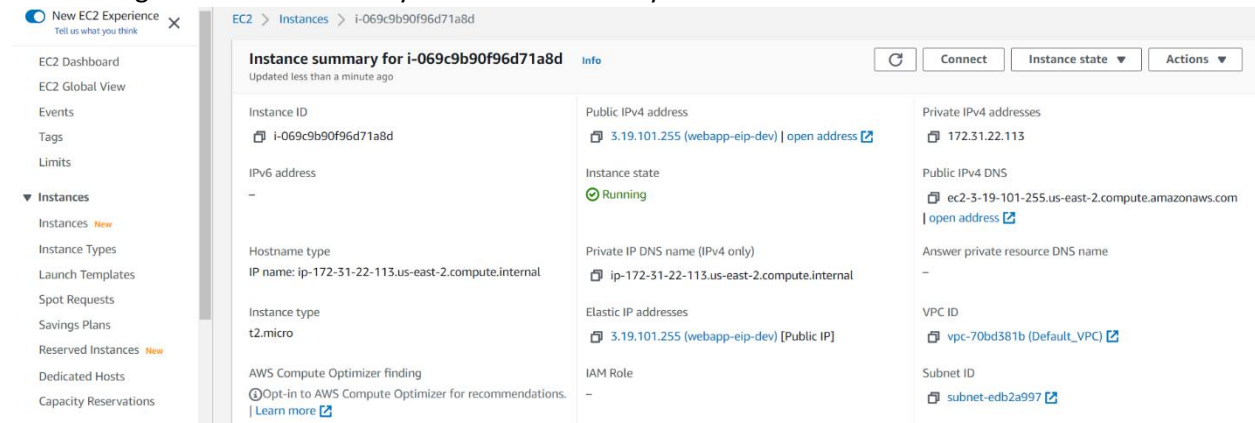 New EC2 Experience
Tell us what you think
EC2 Dashboard
EC2 Global View
Events
Tags
Limits
Instances
Instances New
Instance Types
Launch Templates
Spot Requests
Savings Plans
Reserved Instances New
Dedicated Hosts
Capacity Reservations
EC2 > Instances > i-069c9b90f96d71a8d
Instance summary for i-069c9b90f96d71a8d Info
Updated less than a minute ago
Connect
Instance state
Actions
Instance ID
i-069c9b90f96d71a8d
Public IPv4 address
3.19.101.255 (webapp-eip-dev) | open address
Private IPv4 addresses
172.31.22.113
IPv6 address
–
Instance state
Running
Public IPv4 DNS
ec2-3-19-101-255.us-east-2.compute.amazonaws.com
| open address
Hostname type
IP name: ip-172-31-22-113.us-east-2.compute.internal
Private IP DNS name (IPv4 only)
ip-172-31-22-113.us-east-2.compute.internal
Answer private resource DNS name
–
Instance type
t2.micro
Elastic IP addresses
3.19.101.255 (webapp-eip-dev) [Public IP]
VPC ID
vpc-70bd381b (Default_VPC)
AWS Compute Optimizer finding
Opt-in to AWS Compute Optimizer for recommendations.
| Learn more
IAM Role
–
Subnet ID
subnet-edb2a997